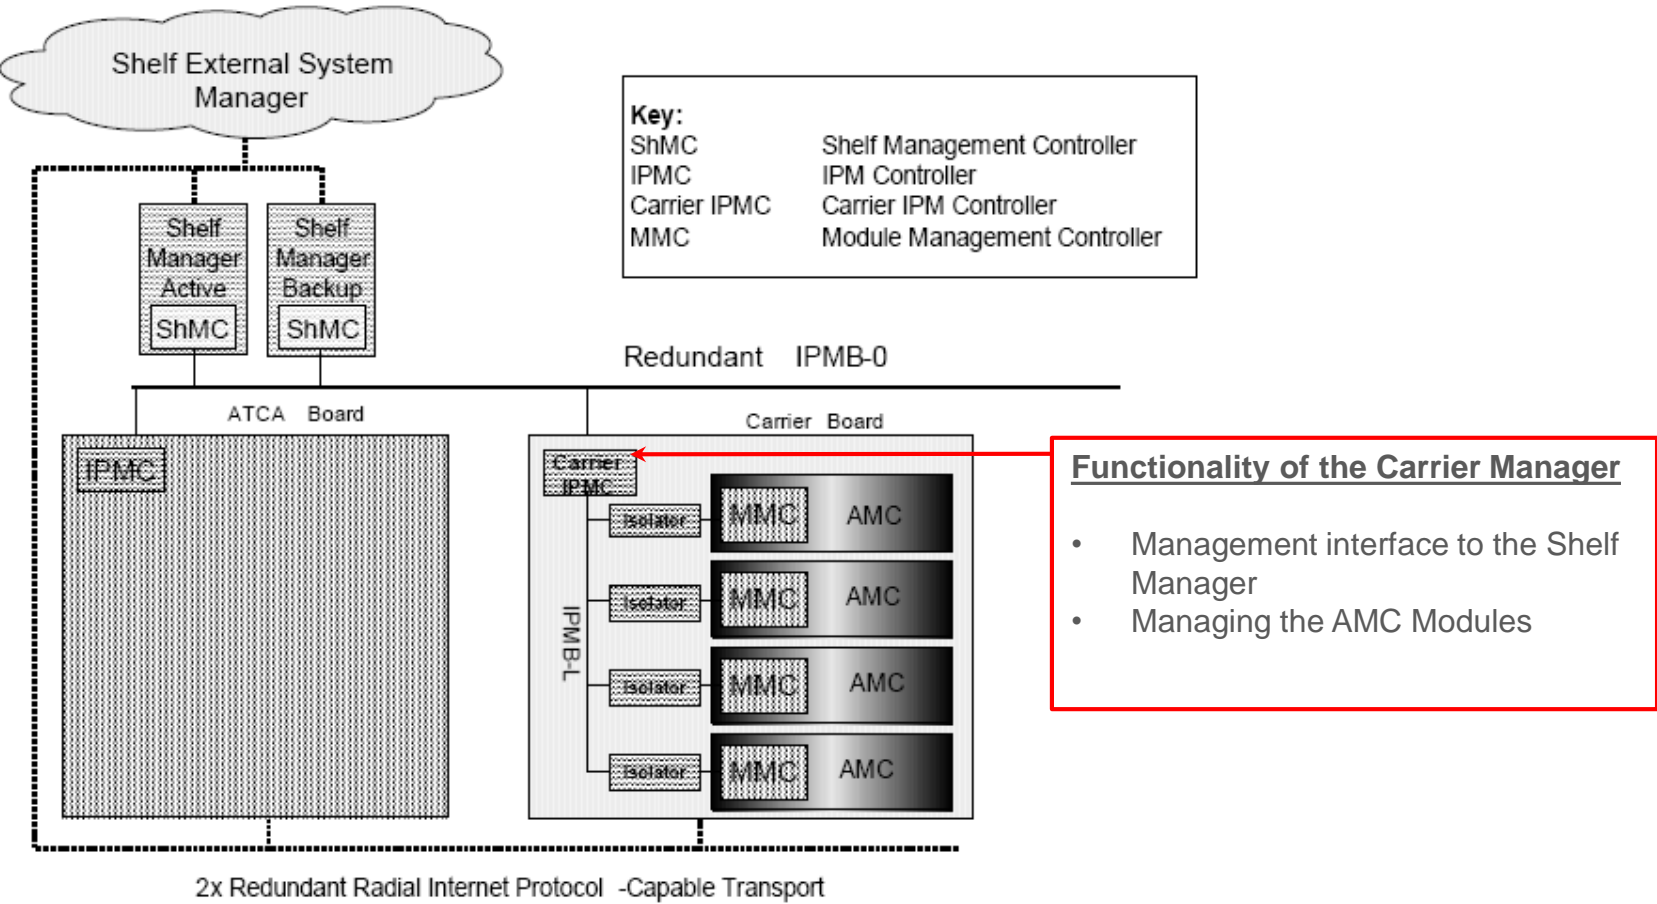 Shelf External System
Manager
Key:
ShMC Shelf Management Controller
IPMC IPM Controller
Carrier IPMC Carrier IPM Controller
MMC Module Management Controller
Shelf
Manager
Active
ShMC
Shelf
Manager
Backup
ShMC
Redundant IPMB-0
ATCA Board
IPMC
Carrier Board
Carrier
IPMC
Isolator
MMC
AMC
Isolator
MMC
AMC
IPMB-L
Isolator
MMC
AMC
Isolator
MMC
AMC
Functionality of the Carrier Manager
• Management interface to the Shelf
Manager
• Managing the AMC Modules
2x Redundant Radial Internet Protocol -Capable Transport